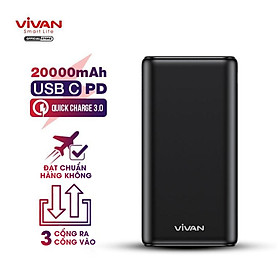 VIVAN
Smart Life
OFFICIAL STORE
20000mAh
USB C PD
QUICK CHARGE 3.0
ĐẠT CHUẨN
HÀNG KHÔNG
3 CỔNG RA
CỔNG VÀO
VIVAN